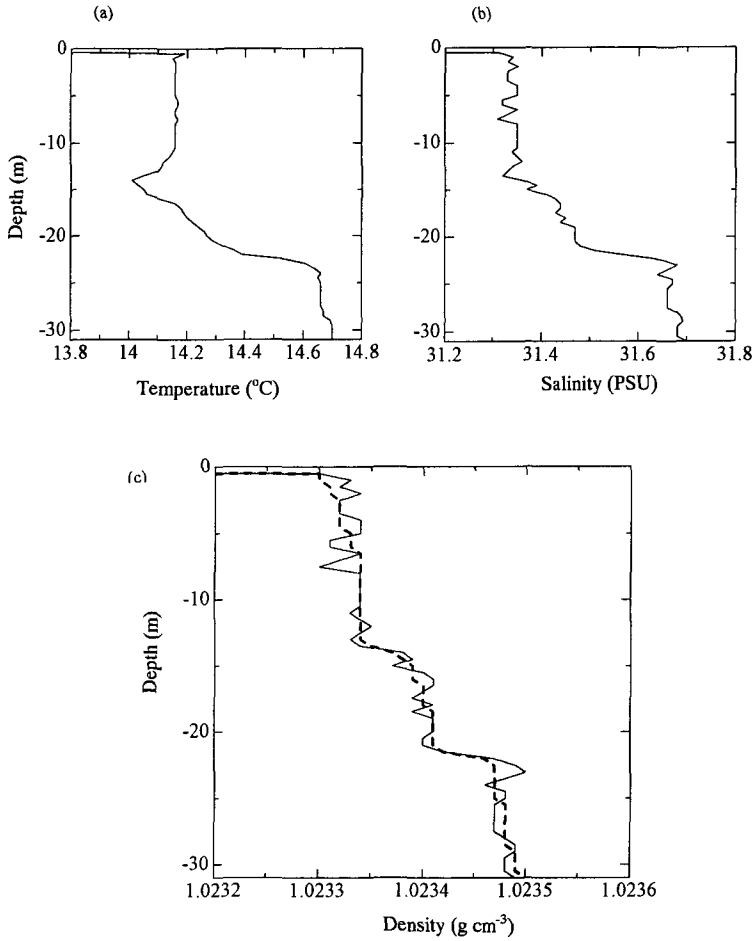 (a)
(b)
0
-10
-20
-30
Depth (m)
13.8 14 14.2 14.4 14.6 14.8
Temperature (°C)
0
-10
-20
-30
31.2 31.4 31.6 31.8
Salinity (PSU)
(c)
0
-10
-20
-30
Depth (m)
1.0232 1.0233 1.0234 1.0235 1.0236
Density (g cm⁻³)